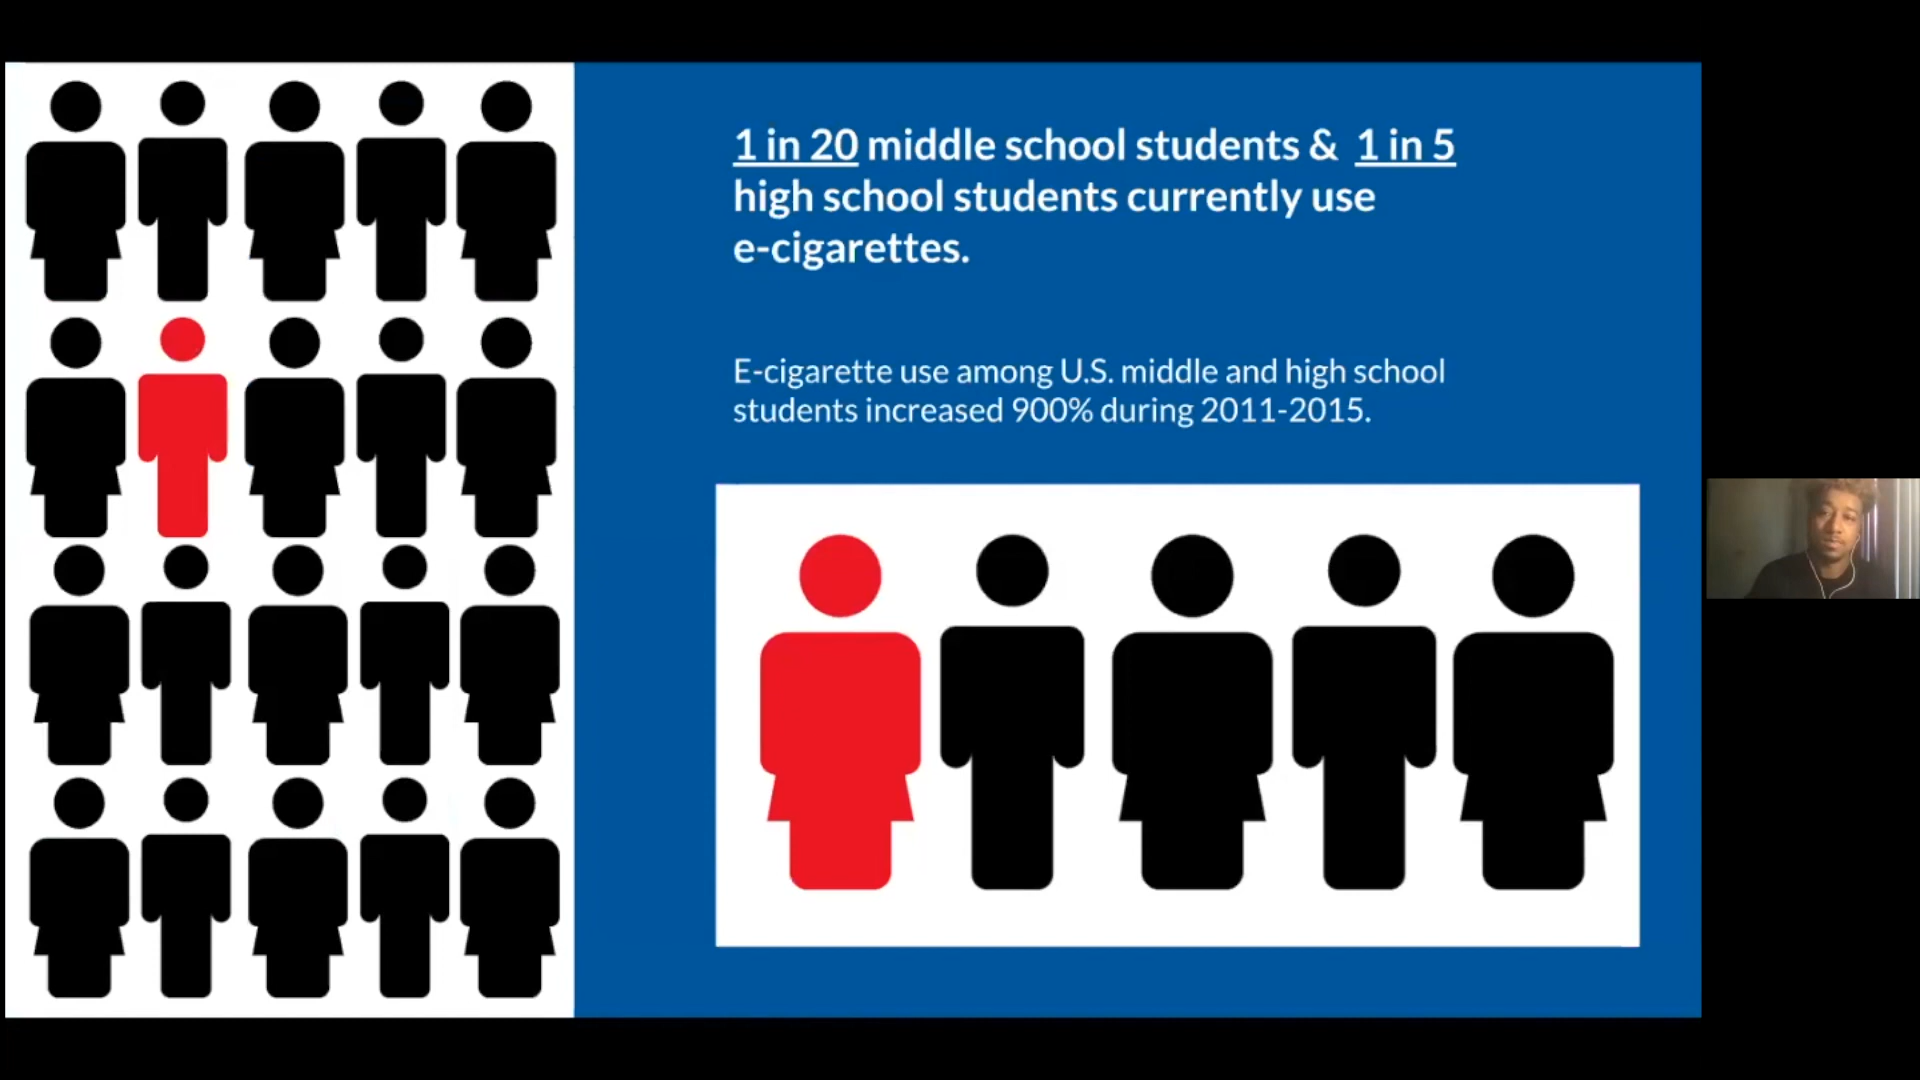 1 in 20 middle school students & 1 in 5
high school students currently use
e-cigarettes.
E-cigarette use among U.S. middle and high school
students increased 900% during 2011-2015.